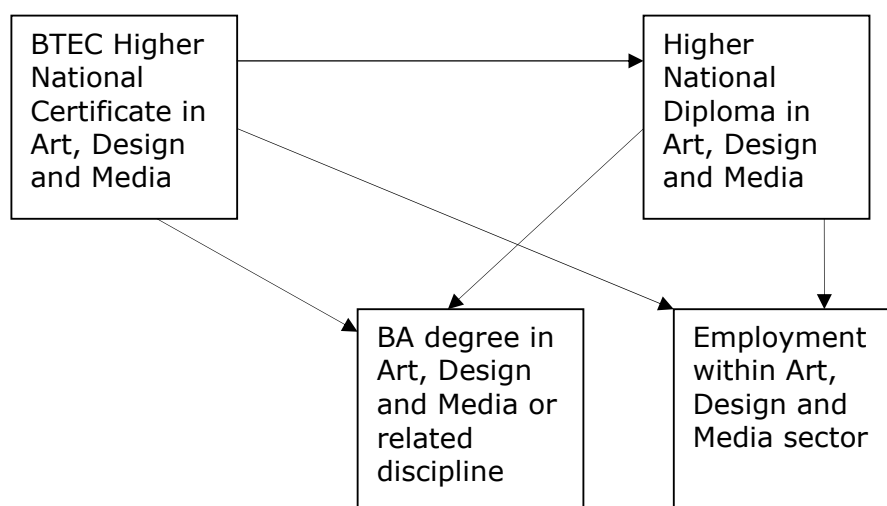 BTEC Higher
National
Certificate in
Art, Design
and Media
Higher
National
Diploma in
Art, Design
and Media
BA degree in
Art, Design
and Media or
related
discipline
Employment
within Art,
Design and
Media sector